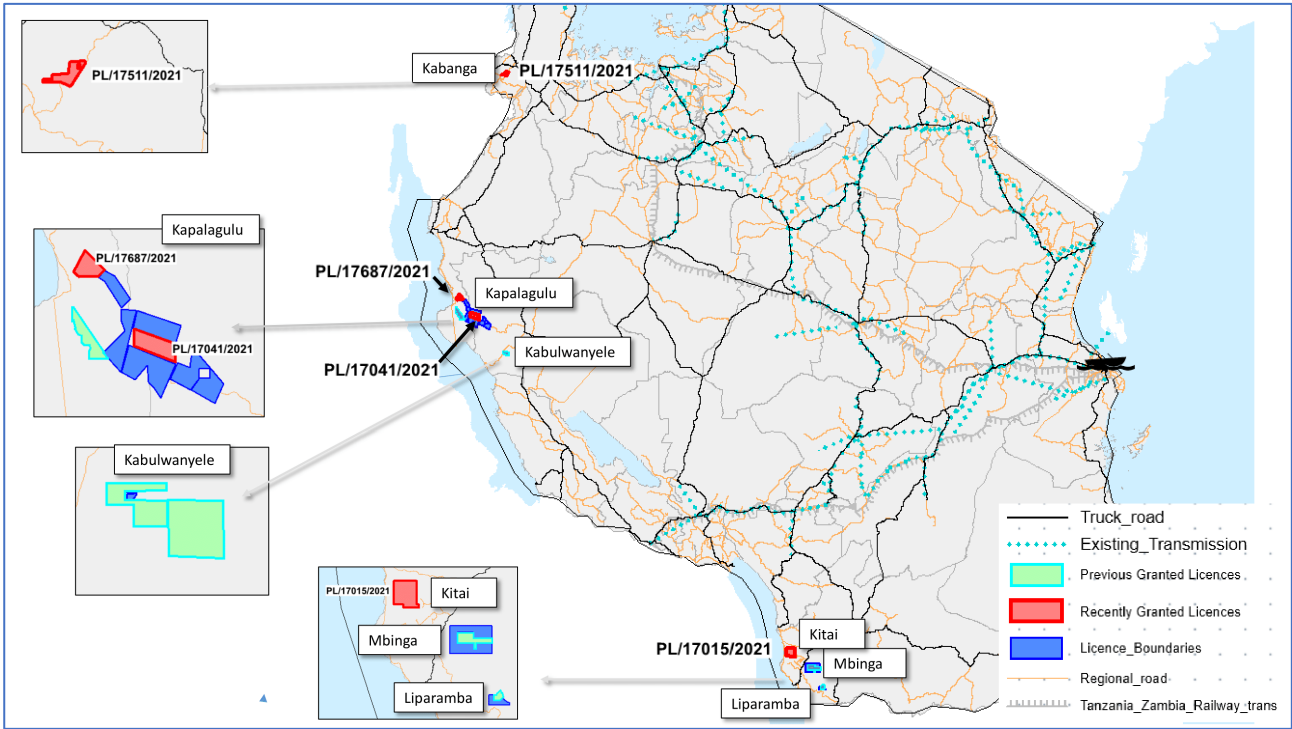 PL/17511/2021
Kabanga
PL/17511/2021
Kapalagulu
PL/17687/2021
PL/17041/2021
PL/17687/2021
Kapalagulu
Kabulwanyele
PL/17041/2021
Kabulwanyele
PL/17015/2021
Kitai
Mbinga
Liparamba
PL/17015/2021
Kitai
Mbinga
Liparamba
Truck_road
Existing_Transmission
Previous Granted Licences
Recently Granted Licences
Licence_Boundaries
Regional_road
Tanzania_Zambia_Railway_trans